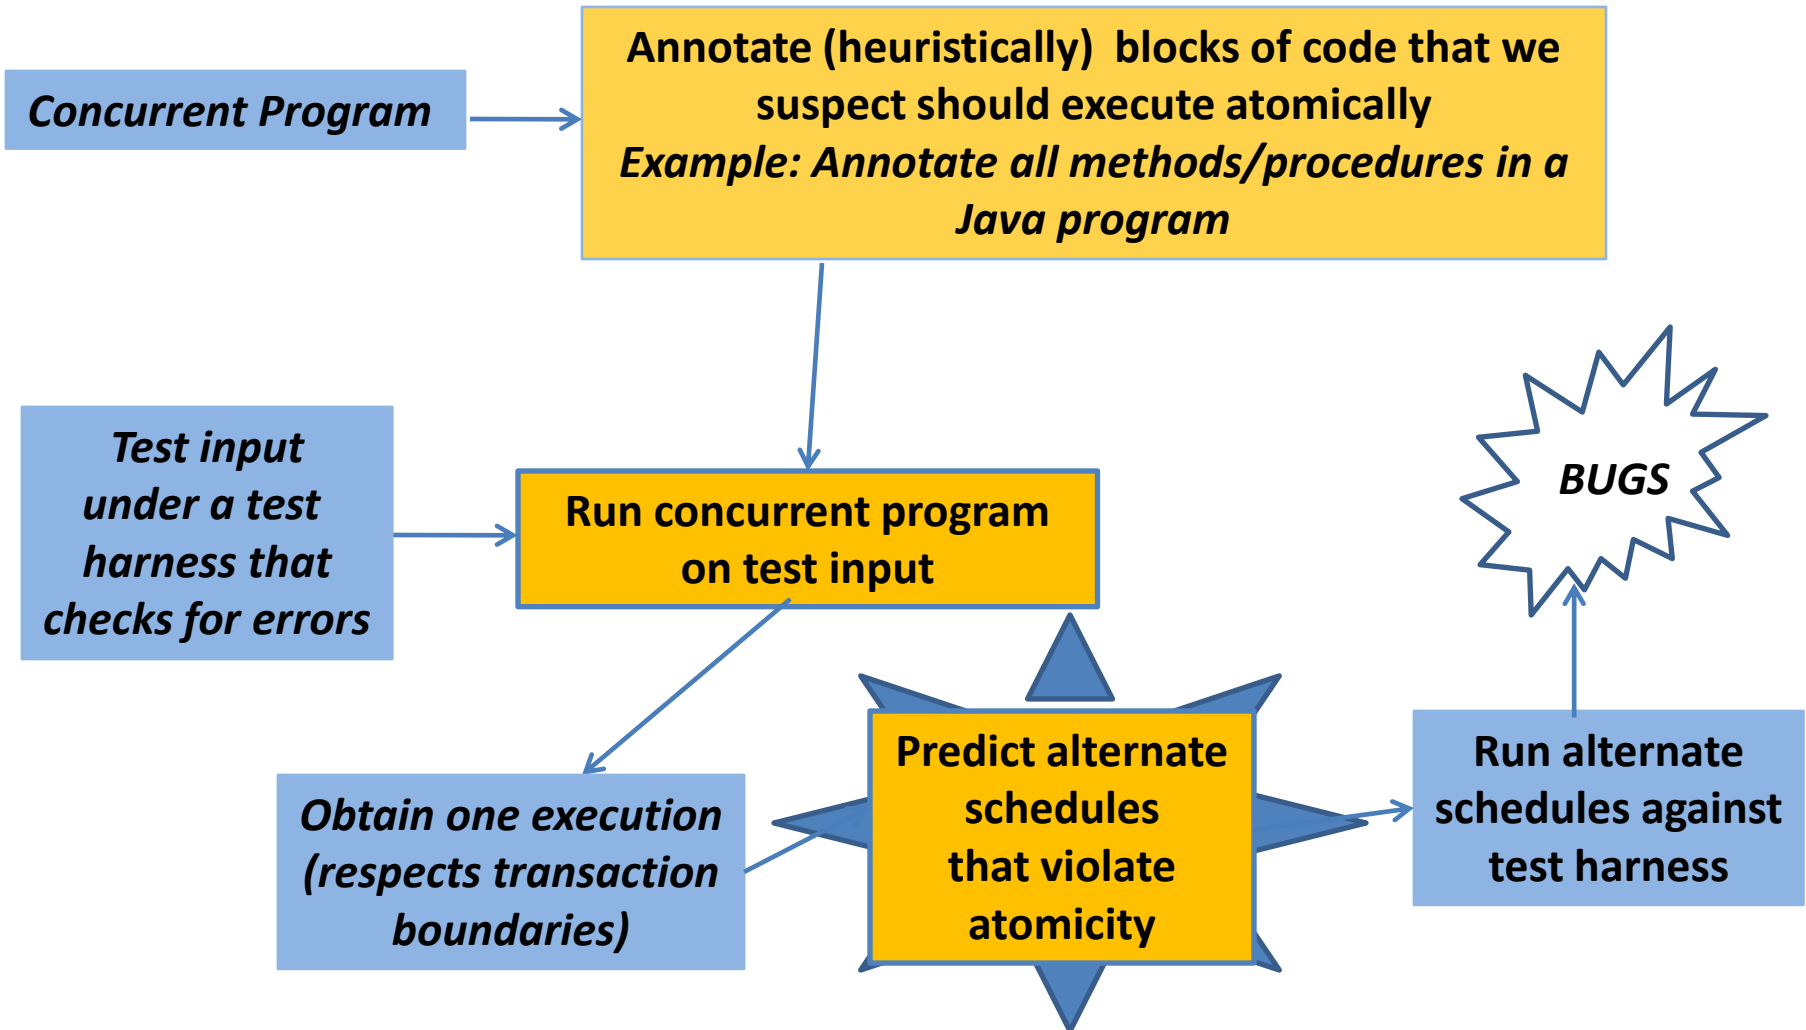 Concurrent Program
Annotate (heuristically) blocks of code that we
suspect should execute atomically
Example: Annotate all methods/procedures in a
Java program
Test input
under a test
harness that
checks for errors
Run concurrent program
on test input
BUGS
Obtain one execution
(respects transaction
boundaries)
Predict alternate
schedules
that violate
atomicity
Run alternate
schedules against
test harness